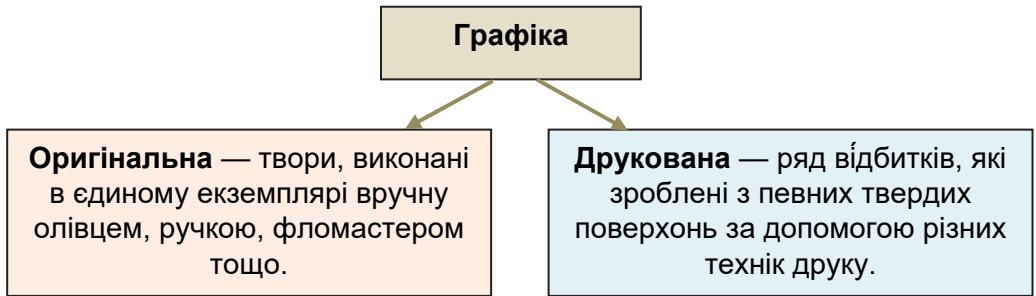 Графіка
Оригінальна — твори, виконані
в єдиному екземплярі вручну
олівцем, ручкою, фломастером
тощо.
Друкована — ряд ві́дбитків, які
зроблені з певних твердих
поверхонь за допомогою різних
технік друку.